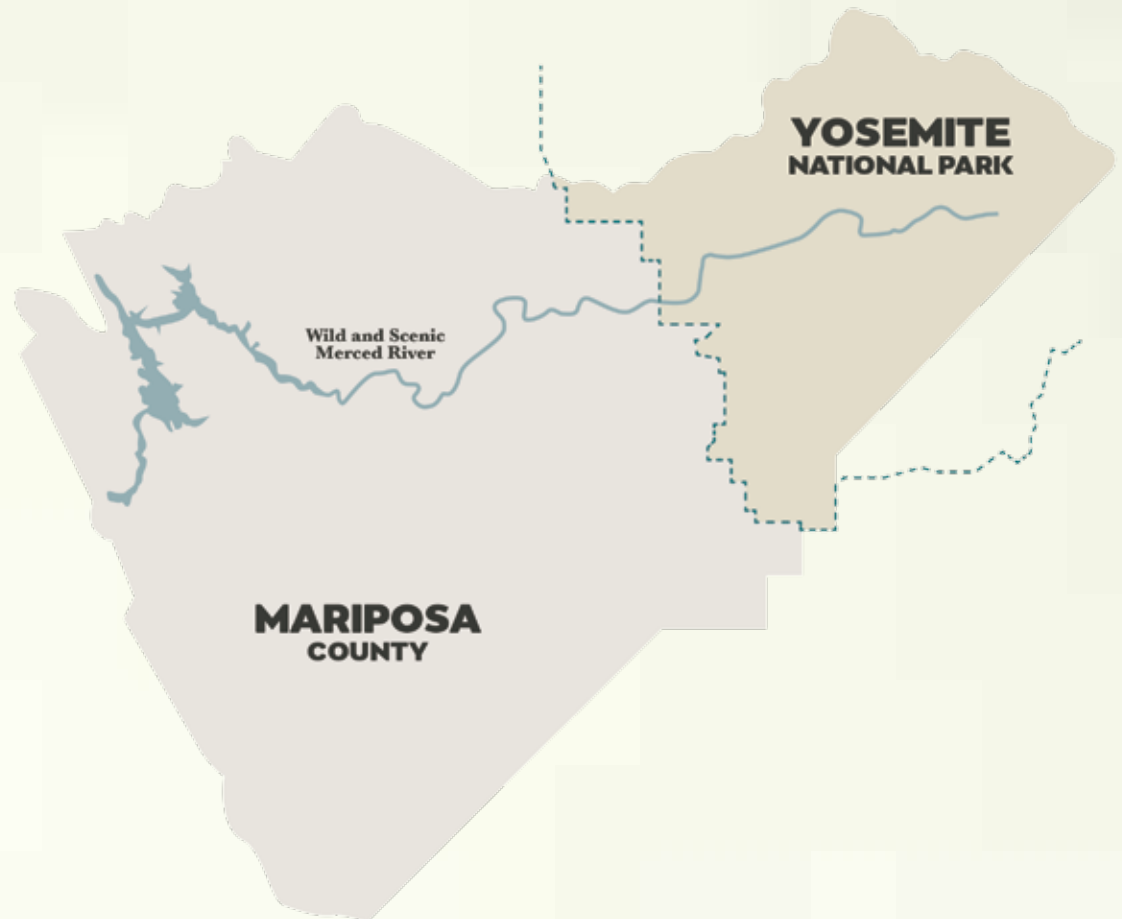 YOSEMITE
NATIONAL PARK
Wild and Scenic
Merced River
MARIPOSA
COUNTY